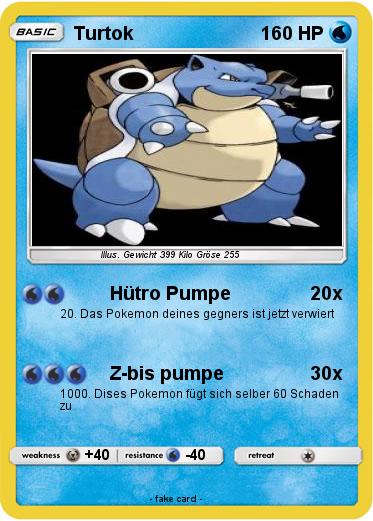 BASIC Turtok 160 HP
Illus. Gewicht 399 Kilo Gröse 255
Hütro Pumpe 20x
20. Das Pokemon deines gegners ist jetzt verwiert
Z-bis pumpe 30x
1000. Dises Pokemon fügt sich selber 60 Schaden
zu
weakness +40 resistance -40 retreat
- fake card -